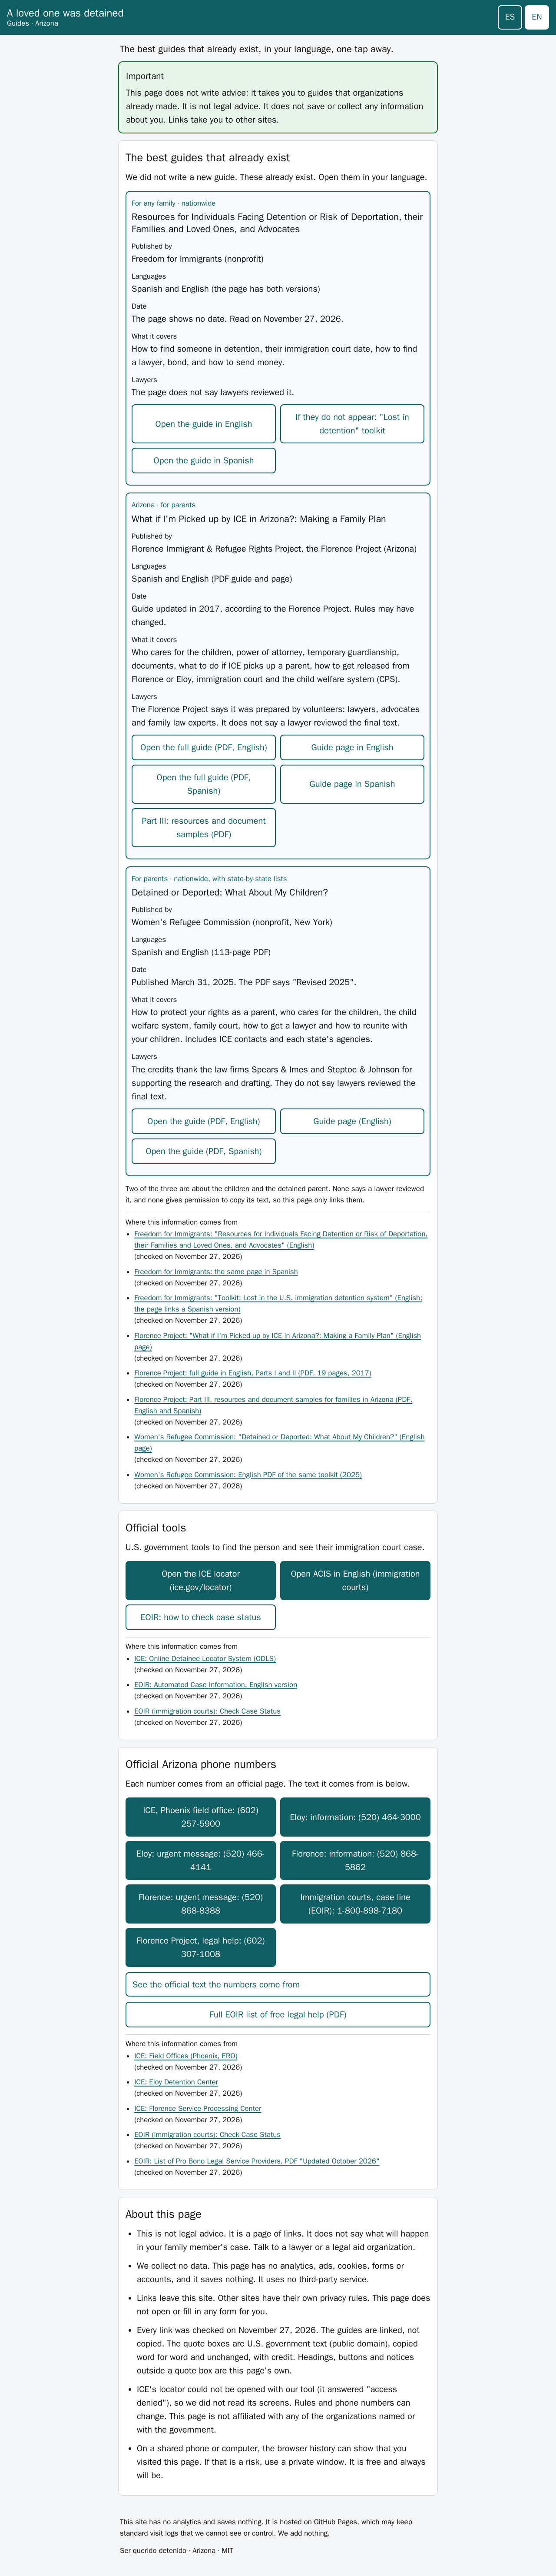 A loved one was detained
Guides · Arizona
ES
EN
The best guides that already exist, in your language, one tap away.
Important
This page does not write advice: it takes you to guides that organizations
already made. It is not legal advice. It does not save or collect any information
about you. Links take you to other sites.
The best guides that already exist
We did not write a new guide. These already exist. Open them in your language.
For any family · nationwide
Resources for Individuals Facing Detention or Risk of Deportation, their
Families and Loved Ones, and Advocates
Published by
Freedom for Immigrants (nonprofit)
Languages
Spanish and English (the page has both versions)
Date
The page shows no date. Read on November 27, 2026.
What it covers
How to find someone in detention, their immigration court date, how to find
a lawyer, bond, and how to send money.
Lawyers
The page does not say lawyers reviewed it.
Open the guide in English
If they do not appear: "Lost in
detention" toolkit
Open the guide in Spanish
Arizona · for parents
What if I'm Picked up by ICE in Arizona?: Making a Family Plan
Published by
Florence Immigrant & Refugee Rights Project, the Florence Project (Arizona)
Languages
Spanish and English (PDF guide and page)
Date
Guide updated in 2017, according to the Florence Project. Rules may have
changed.
What it covers
Who cares for the children, power of attorney, temporary guardianship,
documents, what to do if ICE picks up a parent, how to get released from
Florence or Eloy, immigration court and the child welfare system (CPS).
Lawyers
The Florence Project says it was prepared by volunteers: lawyers, advocates
and family law experts. It does not say a lawyer reviewed the final text.
Open the full guide (PDF, English)
Guide page in English
Open the full guide (PDF,
Spanish)
Guide page in Spanish
Part III: resources and document
samples (PDF)
For parents · nationwide, with state-by-state lists
Detained or Deported: What About My Children?
Published by
Women's Refugee Commission (nonprofit, New York)
Languages
Spanish and English (113-page PDF)
Date
Published March 31, 2025. The PDF says "Revised 2025".
What it covers
How to protect your rights as a parent, who cares for the children, the child
welfare system, family court, how to get a lawyer and how to reunite with
your children. Includes ICE contacts and each state's agencies.
Lawyers
The credits thank the law firms Spears & Imes and Steptoe & Johnson for
supporting the research and drafting. They do not say lawyers reviewed the
final text.
Open the guide (PDF, English)
Guide page (English)
Open the guide (PDF, Spanish)
Two of the three are about the children and the detained parent. None says a lawyer reviewed
it, and none gives permission to copy its text, so this page only links them.
Where this information comes from
• Freedom for Immigrants: "Resources for Individuals Facing Detention or Risk of Deportation,
their Families and Loved Ones, and Advocates" (English)
(checked on November 27, 2026)
• Freedom for Immigrants: the same page in Spanish
(checked on November 27, 2026)
• Freedom for Immigrants: "Toolkit: Lost in the U.S. immigration detention system" (English;
the page links a Spanish version)
(checked on November 27, 2026)
• Florence Project: "What if I'm Picked up by ICE in Arizona?: Making a Family Plan" (English
page)
(checked on November 27, 2026)
• Florence Project: full guide in English, Parts I and II (PDF, 19 pages, 2017)
(checked on November 27, 2026)
• Florence Project: Part III, resources and document samples for families in Arizona (PDF,
English and Spanish)
(checked on November 27, 2026)
• Women's Refugee Commission: "Detained or Deported: What About My Children?" (English
page)
(checked on November 27, 2026)
• Women's Refugee Commission: English PDF of the same toolkit (2025)
(checked on November 27, 2026)
Official tools
U.S. government tools to find the person and see their immigration court case.
Open the ICE locator
(ice.gov/locator)
Open ACIS in English (immigration
courts)
EOIR: how to check case status
Where this information comes from
• ICE: Online Detainee Locator System (ODLS)
(checked on November 27, 2026)
• EOIR: Automated Case Information, English version
(checked on November 27, 2026)
• EOIR (immigration courts): Check Case Status
(checked on November 27, 2026)
Official Arizona phone numbers
Each number comes from an official page. The text it comes from is below.
ICE, Phoenix field office: (602)
257-5900
Eloy: information: (520) 464-3000
Eloy: urgent message: (520) 466-
4141
Florence: information: (520) 868-
5862
Florence: urgent message: (520)
868-8388
Immigration courts, case line
(EOIR): 1-800-898-7180
Florence Project, legal help: (602)
307-1008
See the official text the numbers come from
Full EOIR list of free legal help (PDF)
Where this information comes from
• ICE: Field Offices (Phoenix, ERO)
(checked on November 27, 2026)
• ICE: Eloy Detention Center
(checked on November 27, 2026)
• ICE: Florence Service Processing Center
(checked on November 27, 2026)
• EOIR (immigration courts): Check Case Status
(checked on November 27, 2026)
• EOIR: List of Pro Bono Legal Service Providers, PDF "Updated October 2026"
(checked on November 27, 2026)
About this page
• This is not legal advice. It is a page of links. It does not say what will happen
in your family member's case. Talk to a lawyer or a legal aid organization.
• We collect no data. This page has no analytics, ads, cookies, forms or
accounts, and it saves nothing. It uses no third-party service.
• Links leave this site. Other sites have their own privacy rules. This page does
not open or fill in any form for you.
• Every link was checked on November 27, 2026. The guides are linked, not
copied. The quote boxes are U.S. government text (public domain), copied
word for word and unchanged, with credit. Headings, buttons and notices
outside a quote box are this page's own.
• ICE's locator could not be opened with our tool (it answered "access
denied"), so we did not read its screens. Rules and phone numbers can
change. This page is not affiliated with any of the organizations named or
with the government.
• On a shared phone or computer, the browser history can show that you
visited this page. If that is a risk, use a private window. It is free and always
will be.
This site has no analytics and saves nothing. It is hosted on GitHub Pages, which may keep
standard visit logs that we cannot see or control. We add nothing.
Ser querido detenido · Arizona · MIT